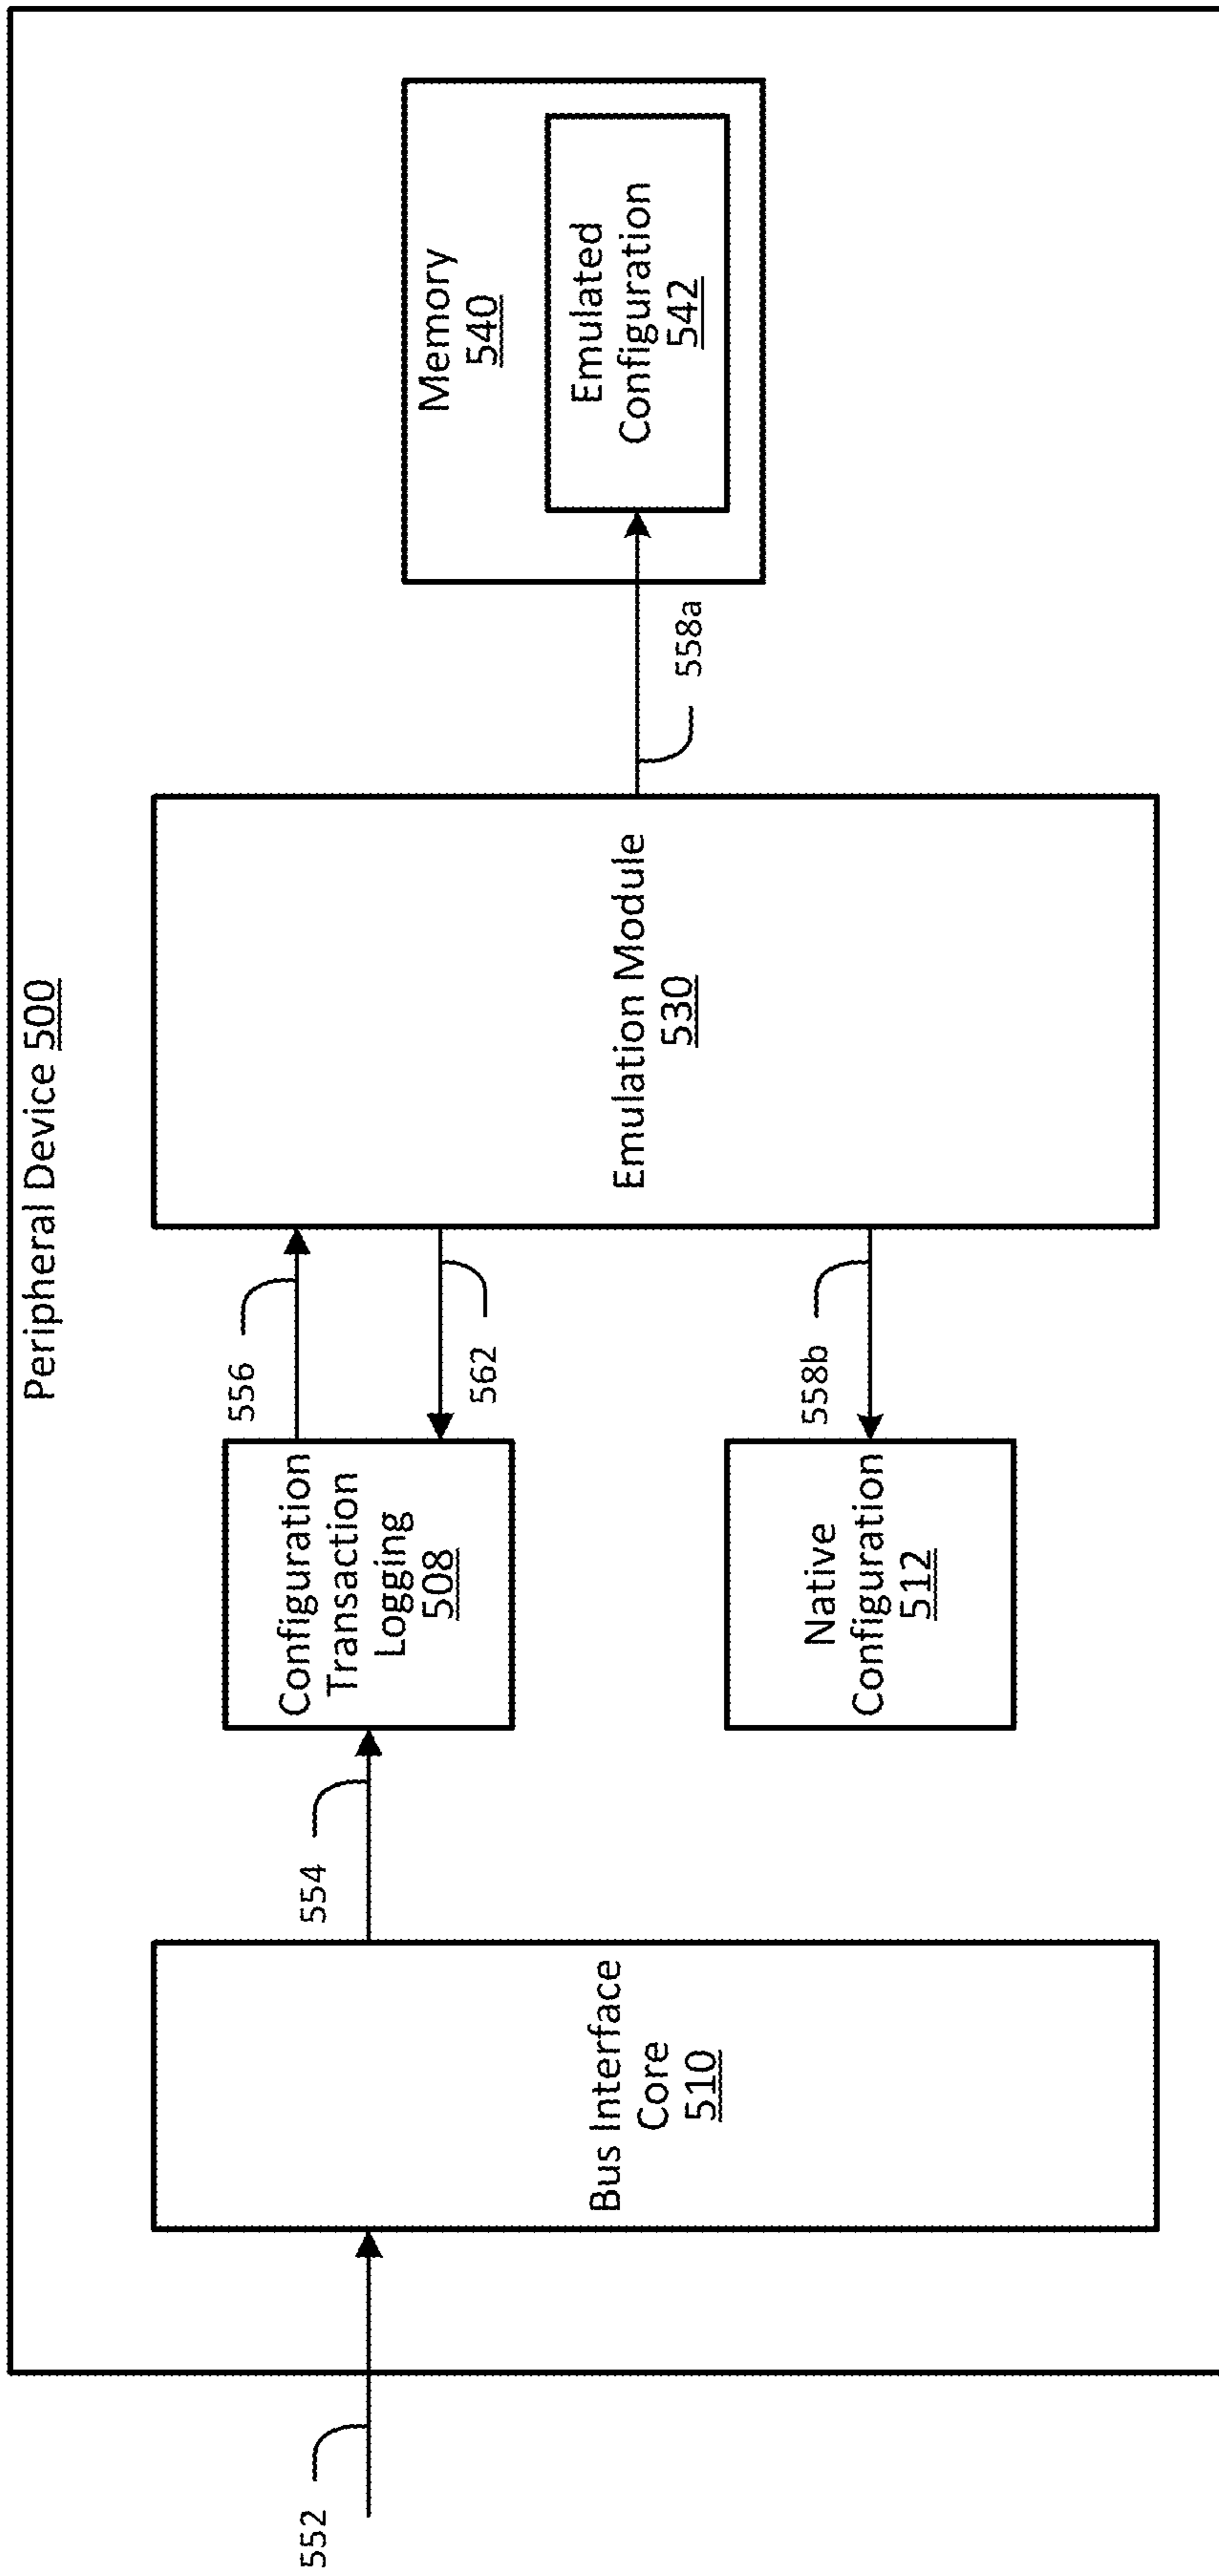 Peripheral Device 500
552
Bus Interface
Core
510
554
Configuration
Transaction
Logging
508
556
562
Native
Configuration
512
558b
Emulation Module
530
558a
Memory
540
Emulated
Configuration
542